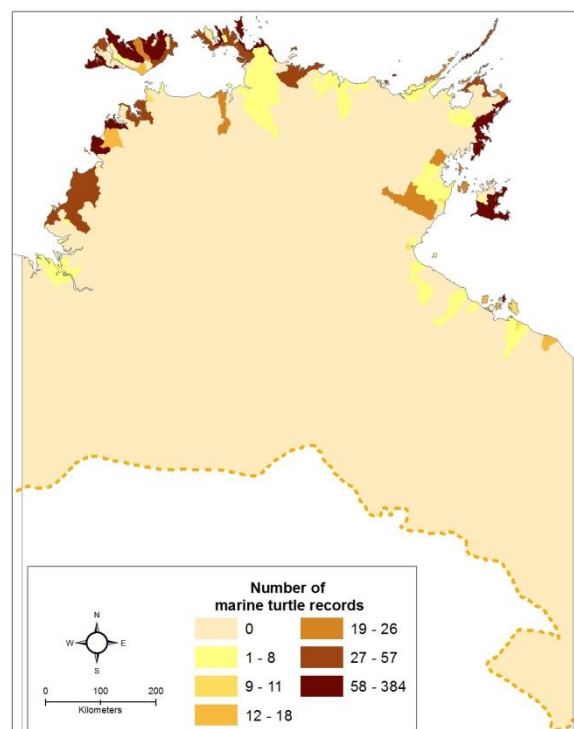 Number of
marine turtle records
0
1 - 8
9 - 11
12 - 18
19 - 26
27 - 57
58 - 384
N
W
E
S
0
100
200
Kilometers